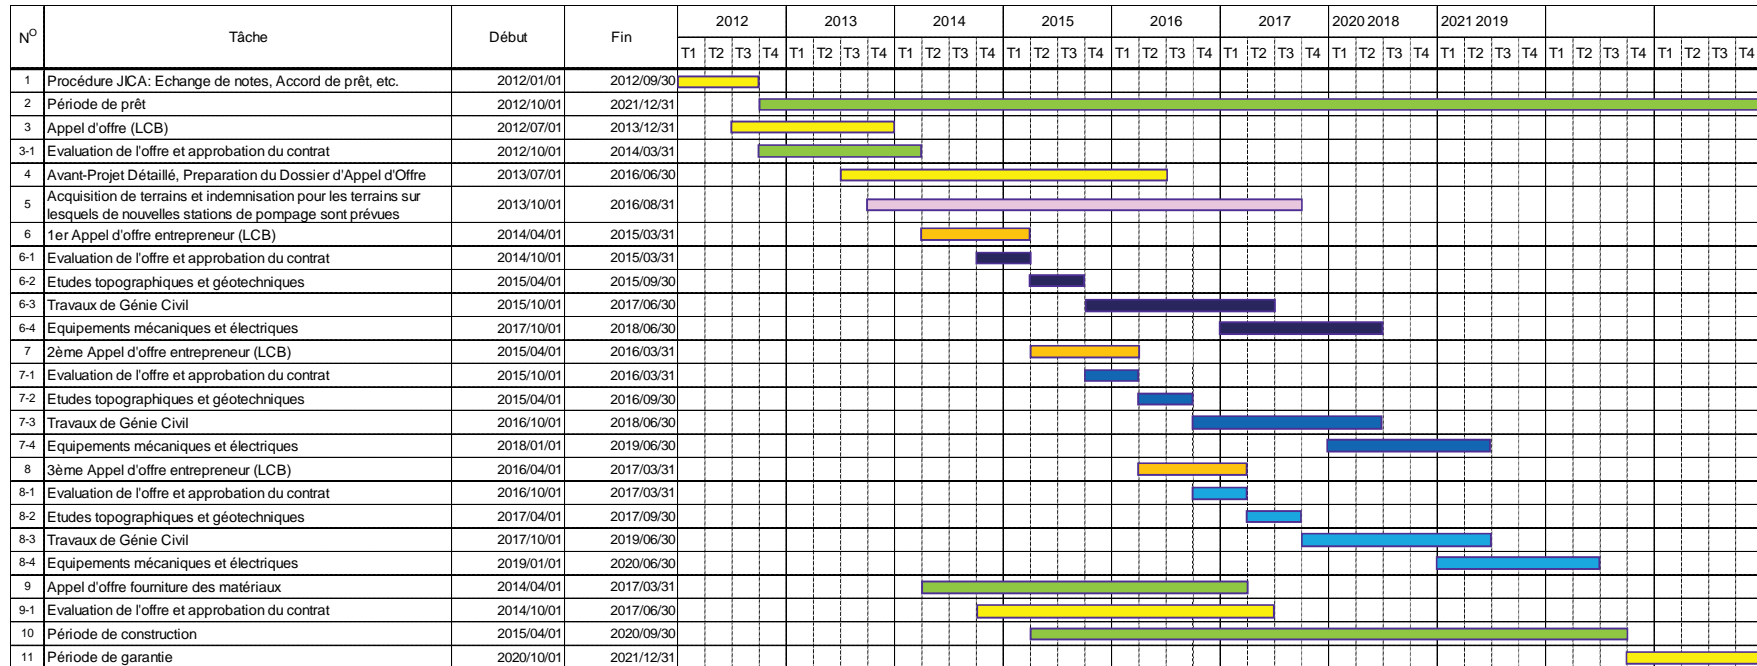 2012 2013 2014 2015 2016 2017 2020 2018 2021 2019
Nº Tâche Début Fin
T1 T2 T3 T4 T1 T2 T3 T4 T1 T2 T3 T4 T1 T2 T3 T4 T1 T2 T3 T4 T1 T2 T3 T4 T1 T2 T3 T4 T1 T2 T3 T4 T1 T2 T3 T4 T1 T2 T3 T4
1 Procédure JICA: Echange de notes, Accord de prêt, etc. 2012/01/01 2012/09/30
2 Période de prêt 2012/10/01 2021/12/31
3 Appel d'offre (LCB) 2012/07/01 2013/12/31
3-1 Evaluation de l'offre et approbation du contrat 2012/10/01 2014/03/31
4 Avant-Projet Détaillé, Preparation du Dossier d'Appel d'Offre 2013/07/01 2016/06/30
5 Acquisition de terrains et indemnisation pour les terrains sur
lesquels de nouvelles stations de pompage sont prévues 2013/10/01 2016/08/31
6 1er Appel d'offre entrepreneur (LCB) 2014/04/01 2015/03/31
6-1 Evaluation de l'offre et approbation du contrat 2014/10/01 2015/03/31
6-2 Etudes topographiques et géotechniques 2015/04/01 2015/09/30
6-3 Travaux de Génie Civil 2015/10/01 2017/06/30
6-4 Equipements mécaniques et électriques 2017/10/01 2018/06/30
7 2ème Appel d'offre entrepreneur (LCB) 2015/04/01 2016/03/31
7-1 Evaluation de l'offre et approbation du contrat 2015/10/01 2016/03/31
7-2 Etudes topographiques et géotechniques 2015/04/01 2016/09/30
7-3 Travaux de Génie Civil 2016/10/01 2018/06/30
7-4 Equipements mécaniques et électriques 2018/01/01 2019/06/30
8 3ème Appel d'offre entrepreneur (LCB) 2016/04/01 2017/03/31
8-1 Evaluation de l'offre et approbation du contrat 2016/10/01 2017/03/31
8-2 Etudes topographiques et géotechniques 2017/04/01 2017/09/30
8-3 Travaux de Génie Civil 2017/10/01 2019/06/30
8-4 Equipements mécaniques et électriques 2019/01/01 2020/06/30
9 Appel d'offre fourniture des matériaux 2014/04/01 2017/03/31
9-1 Evaluation de l'offre et approbation du contrat 2014/10/01 2017/06/30
10 Période de construction 2015/04/01 2020/09/30
11 Période de garantie 2020/10/01 2021/12/31